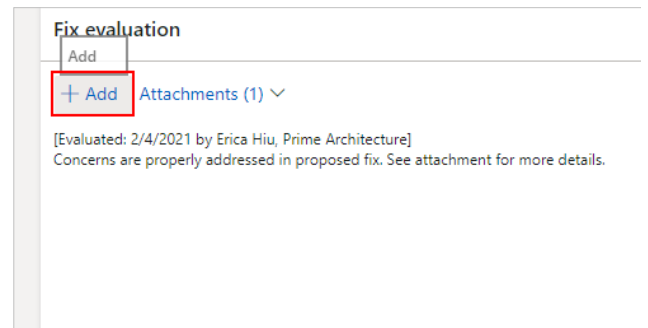 Fix evaluation
Add
+ Add Attachments (1)
[Evaluated: 2/4/2021 by Erica Hiu, Prime Architecture]
Concerns are properly addressed in proposed fix. See attachment for more details.